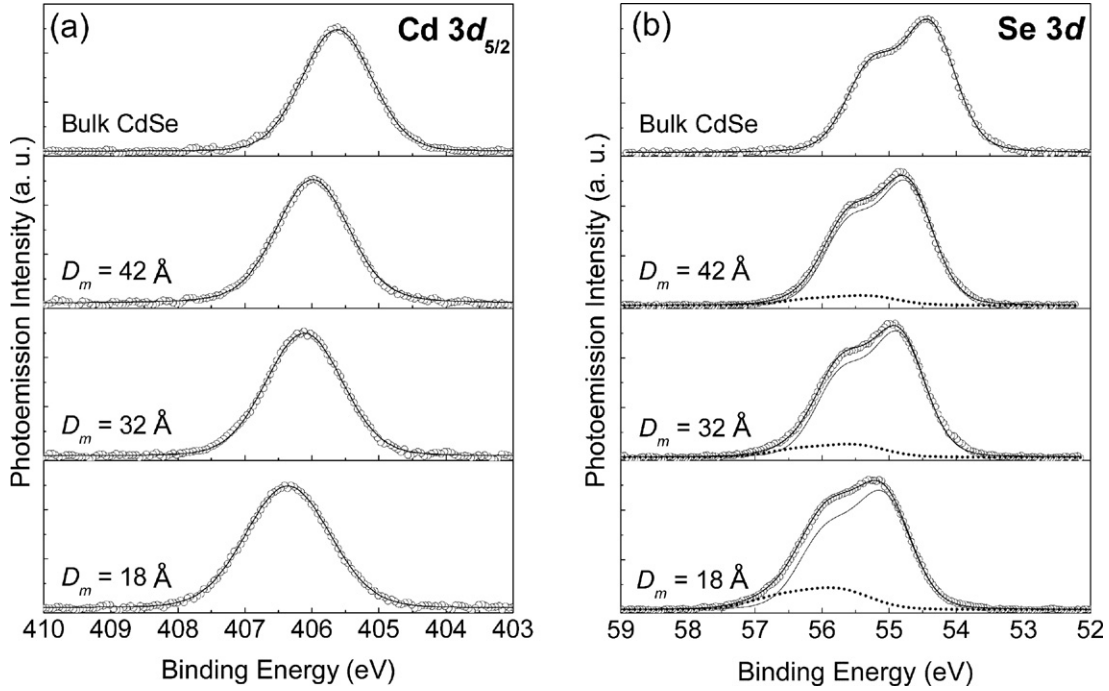 (a) Cd 3d5/2
Bulk CdSe
Dm = 42 Å
Dm = 32 Å
Dm = 18 Å
410 409 408 407 406 405 404 403
Binding Energy (eV)
Photoemission Intensity (a. u.)
(b) Se 3d
Bulk CdSe
Dm = 42 Å
Dm = 32 Å
Dm = 18 Å
59 58 57 56 55 54 53 52
Binding Energy (eV)
Photoemission Intensity (a. u.)